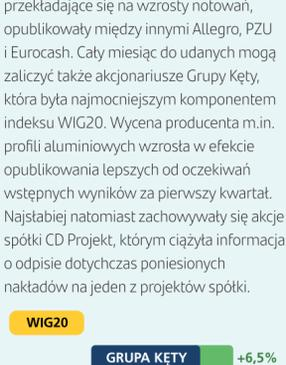 przekładające się na wzrosty notowań,
opublikowały między innymi Allegro, PZU
i Eurocash. Cały miesiąc do udanych mogą
zaliczyć także akcjonariusze Grupy Kęty,
która była najmocniejszym komponentem
indeksu WIG20. Wycena producenta m.in.
profili aluminiowych wzrosła w efekcie
opublikowania lepszych od oczekiwań
wstępnych wyników za pierwszy kwartał.
Najsłabiej natomiast zachowywały się akcje
spółki CD Projekt, którym ciążyła informacja
o odpisie dotychczas poniesionych
nakładów na jeden z projektów spółki.
WIG20
GRUPA KĘTY +6,5%